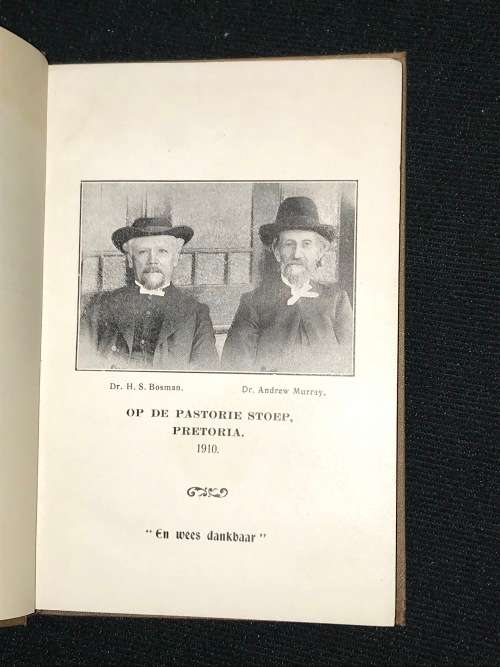 Dr. H. S. Bosman.
Dr. Andrew Murray,
OP DE PASTORIE STOEP,
PRETORIA.
1910.
"En wees dankbaar"